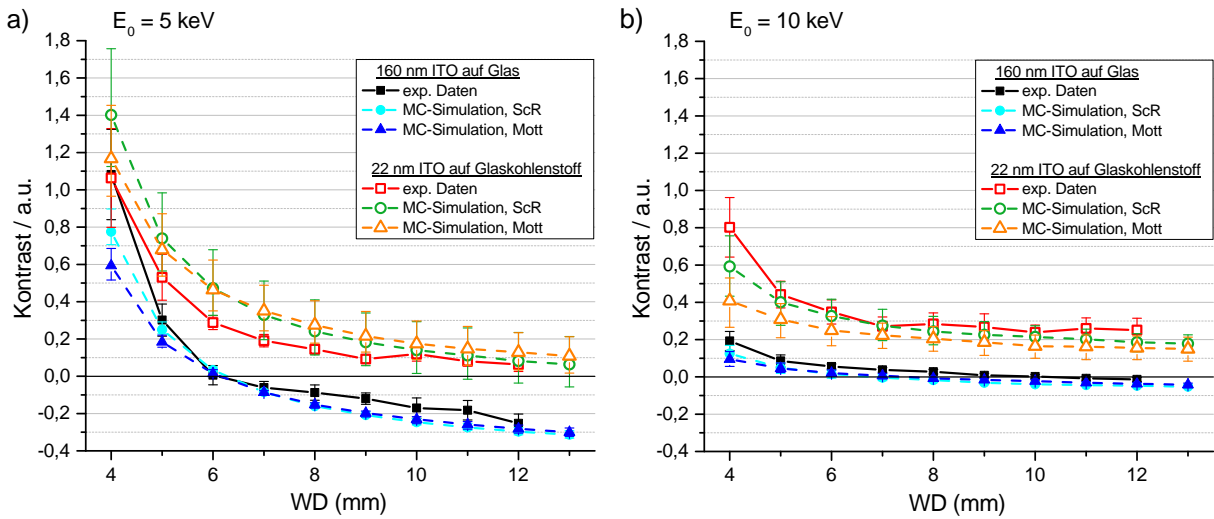 a)
E₀ = 5 keV
1,8
1,6
1,4
1,2
1,0
0,8
0,6
0,4
0,2
0,0
-0,2
-0,4
Kontrast / a.u.
160 nm ITO auf Glas
exp. Daten
MC-Simulation, ScR
MC-Simulation, Mott
22 nm ITO auf Glaskohlenstoff
exp. Daten
MC-Simulation, ScR
MC-Simulation, Mott
4 6 8 10 12
WD (mm)
b)
E₀ = 10 keV
1,8
1,6
1,4
1,2
1,0
0,8
0,6
0,4
0,2
0,0
-0,2
-0,4
Kontrast / a.u.
160 nm ITO auf Glas
exp. Daten
MC-Simulation, ScR
MC-Simulation, Mott
22 nm ITO auf Glaskohlenstoff
exp. Daten
MC-Simulation, ScR
MC-Simulation, Mott
4 6 8 10 12
WD (mm)